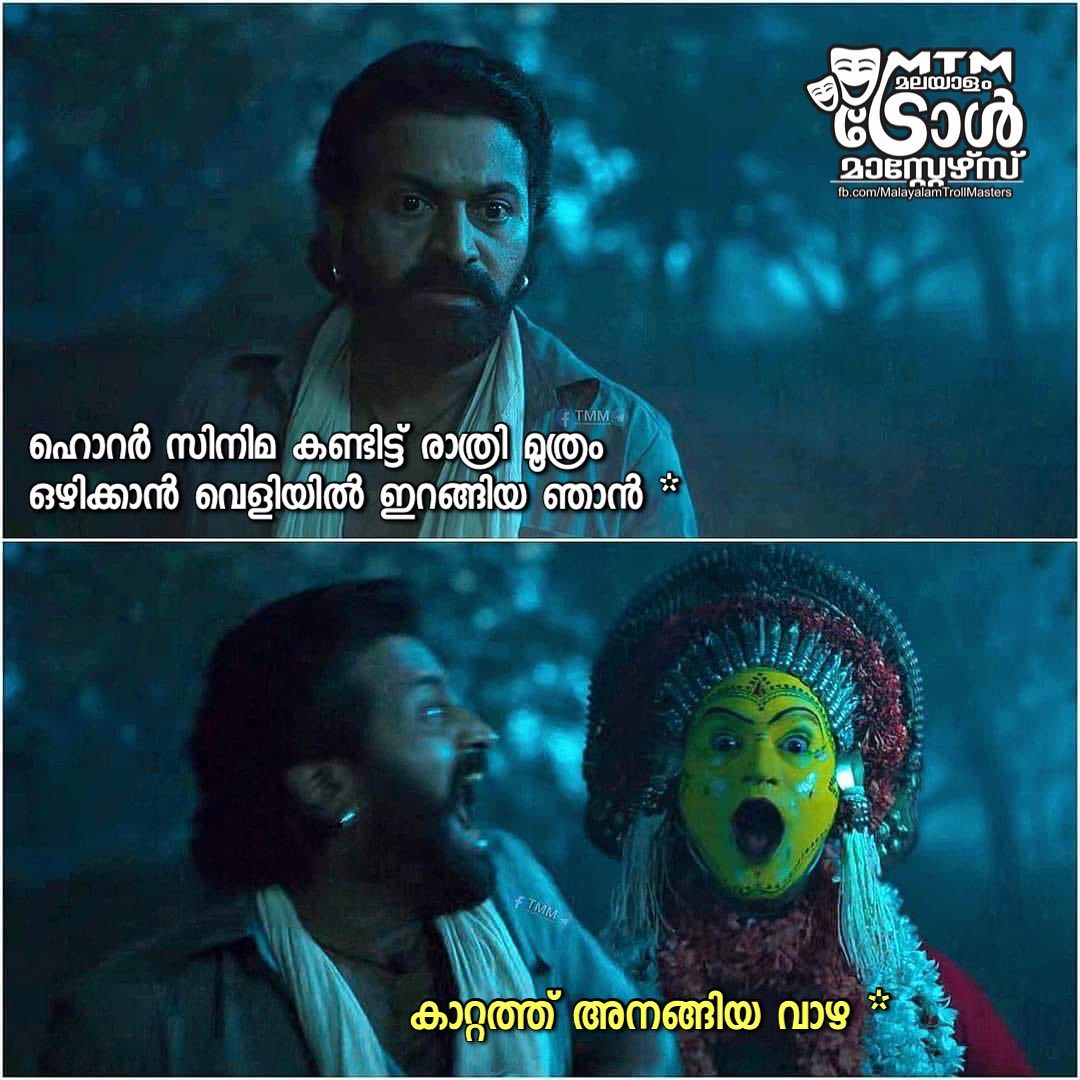 MTM
മലയാളം
ട്രോൾ
മാസ്റ്റേഴ്സ്
fb.com/MalayalamTrollMasters
f TMM
ഹൊറർ സിനിമ കണ്ടിട്ട് രാത്രി മൂത്രം
ഒഴിക്കാൻ വെളിയിൽ ഇറങ്ങിയ ഞാൻ *
f TMM
കാറ്റത്ത് അനങ്ങിയ വാഴ *